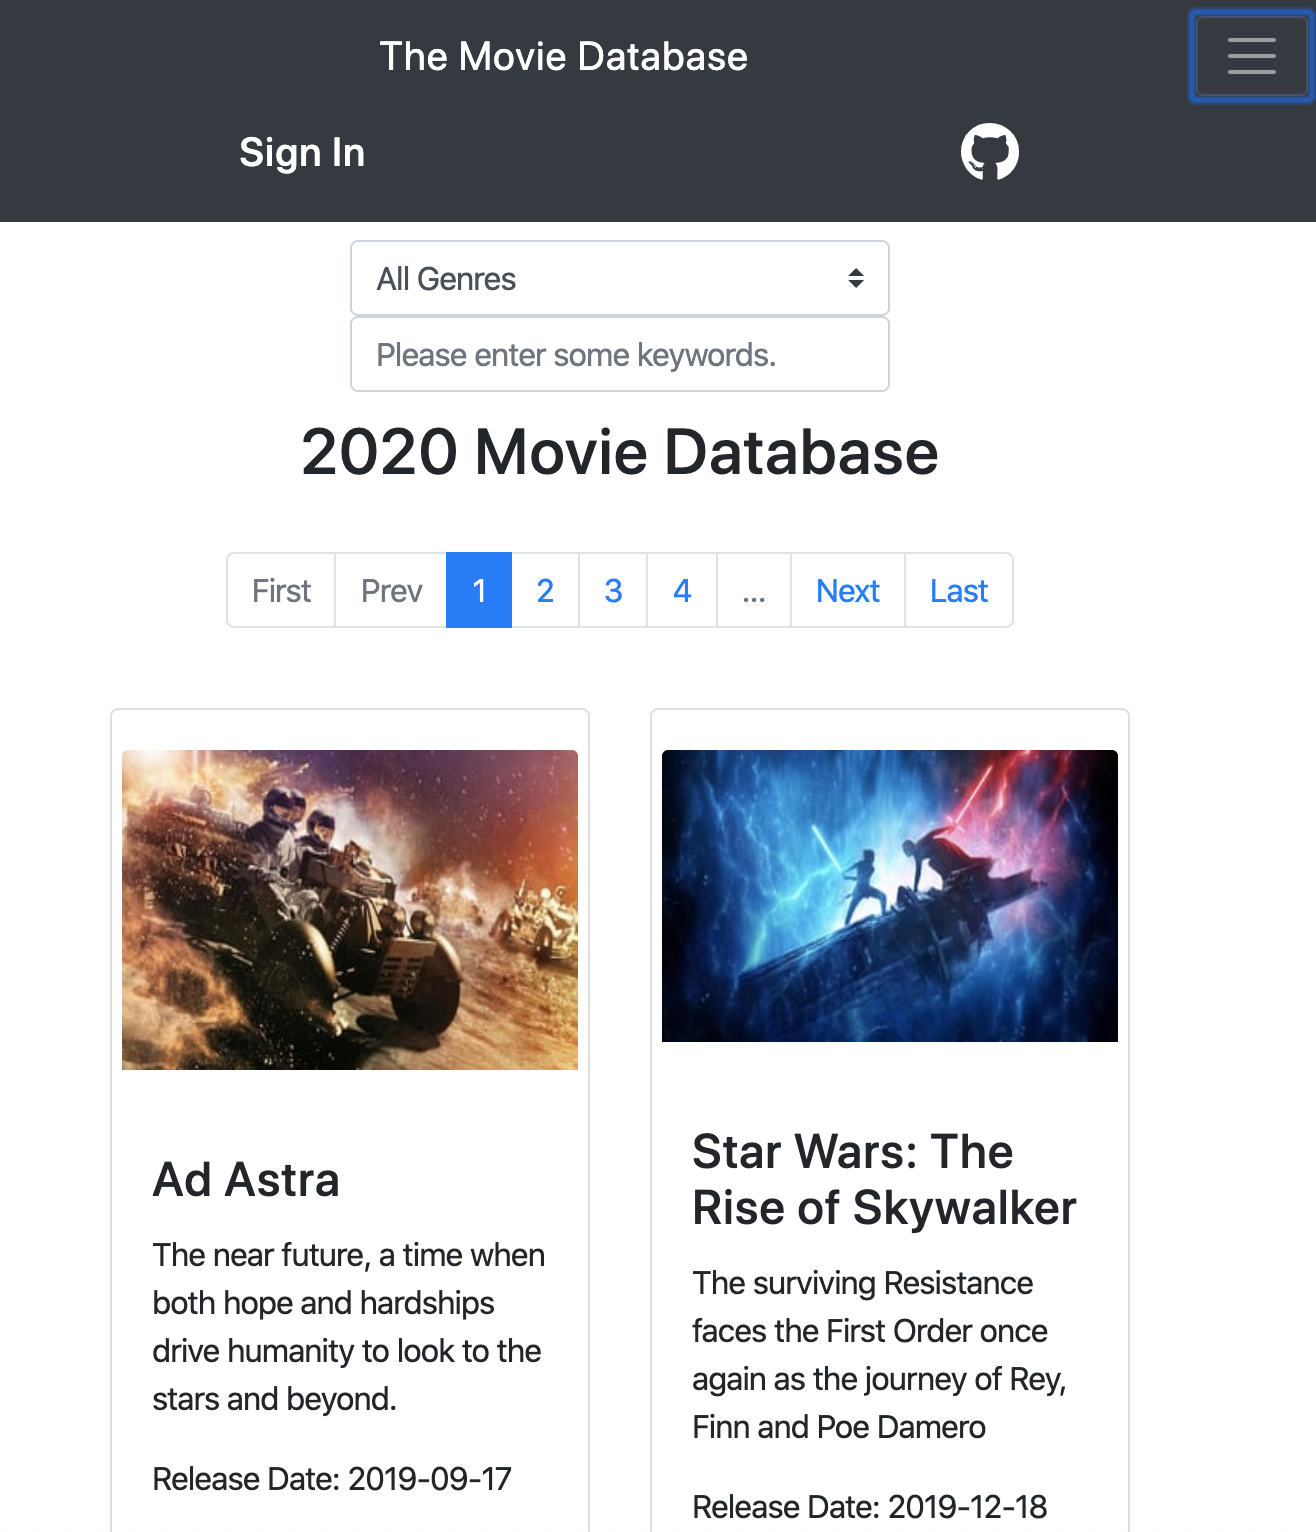 The Movie Database
Sign In
All Genres
Please enter some keywords.
2020 Movie Database
First Prev 1 2 3 4 ... Next Last
Ad Astra
The near future, a time when
both hope and hardships
drive humanity to look to the
stars and beyond.
Release Date: 2019-09-17
Star Wars: The
Rise of Skywalker
The surviving Resistance
faces the First Order once
again as the journey of Rey,
Finn and Poe Damero
Release Date: 2019-12-18